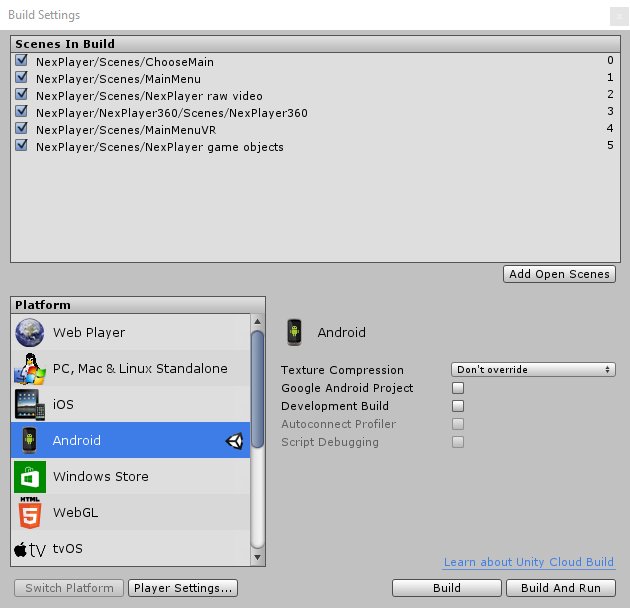 Build Settings
x
Scenes In Build
NexPlayer/Scenes/ChooseMain 0
NexPlayer/Scenes/MainMenu 1
NexPlayer/Scenes/NexPlayer raw video 2
NexPlayer/NexPlayer360/Scenes/NexPlayer360 3
NexPlayer/Scenes/MainMenuVR 4
NexPlayer/Scenes/NexPlayer game objects 5
Add Open Scenes
Platform
Web Player
PC, Mac & Linux Standalone
iOS
Android
Windows Store
HTML
5
WebGL
tv
tvOS
Android
Texture Compression Don't override
Google Android Project
Development Build
Autoconnect Profiler
Script Debugging
Learn about Unity Cloud Build
Switch Platform Player Settings... Build Build And Run